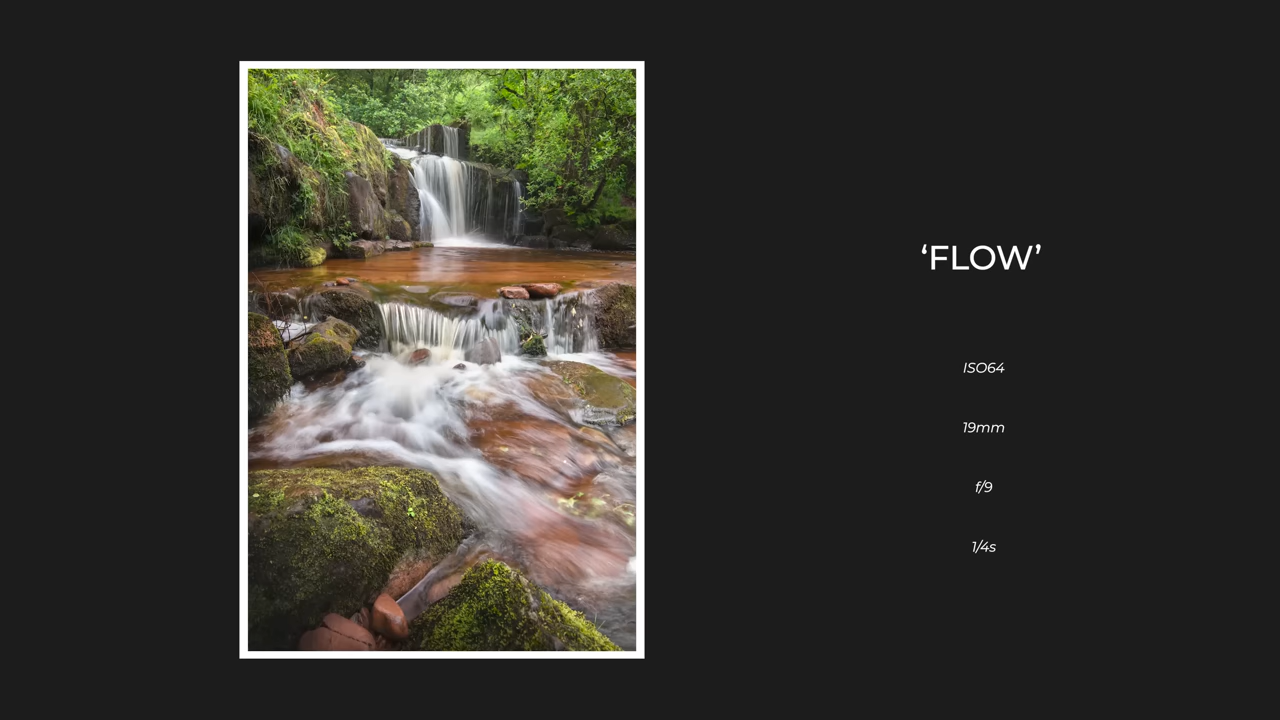 ‘FLOW’
ISO64
19mm
f/9
1/4s